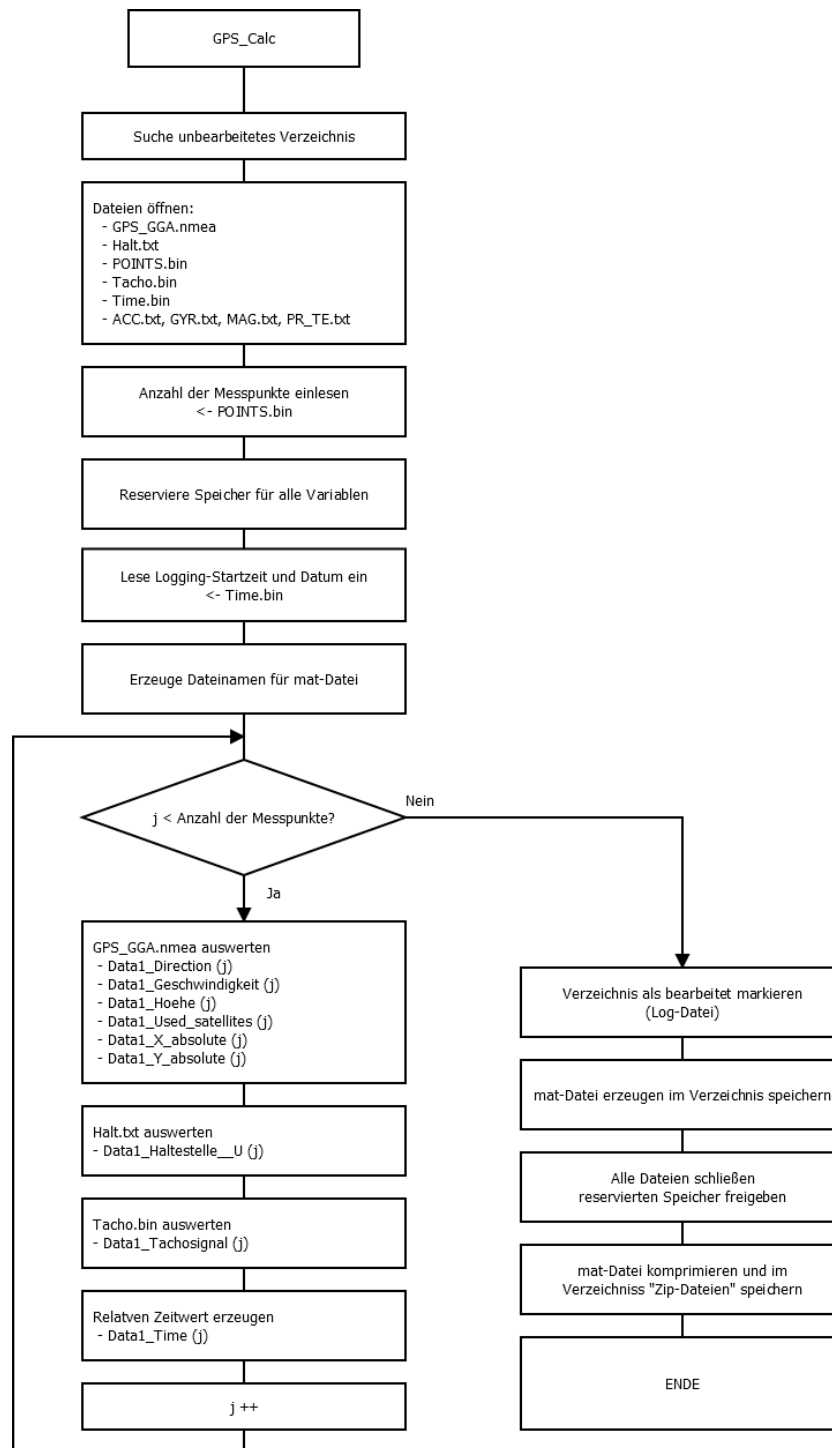 GPS_Calc
Suche unbearbeitetes Verzeichnis
Dateien öffnen:
- GPS_GGA.nmea
- Halt.txt
- POINTS.bin
- Tacho.bin
- Time.bin
- ACC.txt, GYR.txt, MAG.txt, PR_TE.txt
Anzahl der Messpunkte einlesen
<- POINTS.bin
Reserviere Speicher für alle Variablen
Lese Logging-Startzeit und Datum ein
<- Time.bin
Erzeuge Dateinamen für mat-Datei
j < Anzahl der Messpunkte?
Nein
Ja
GPS_GGA.nmea auswerten
- Data1_Direction (j)
- Data1_Geschwindigkeit (j)
- Data1_Hoehe (j)
- Data1_Used_satellites (j)
- Data1_X_absolute (j)
- Data1_Y_absolute (j)
Halt.txt auswerten
- Data1_Haltestelle__U (j)
Tacho.bin auswerten
- Data1_Tachosignal (j)
Relatven Zeitwert erzeugen
- Data1_Time (j)
j ++
Verzeichnis als bearbeitet markieren
(Log-Datei)
mat-Datei erzeugen im Verzeichnis speichern
Alle Dateien schließen
reservierten Speicher freigeben
mat-Datei komprimieren und im
Verzeichniss "Zip-Dateien" speichern
ENDE